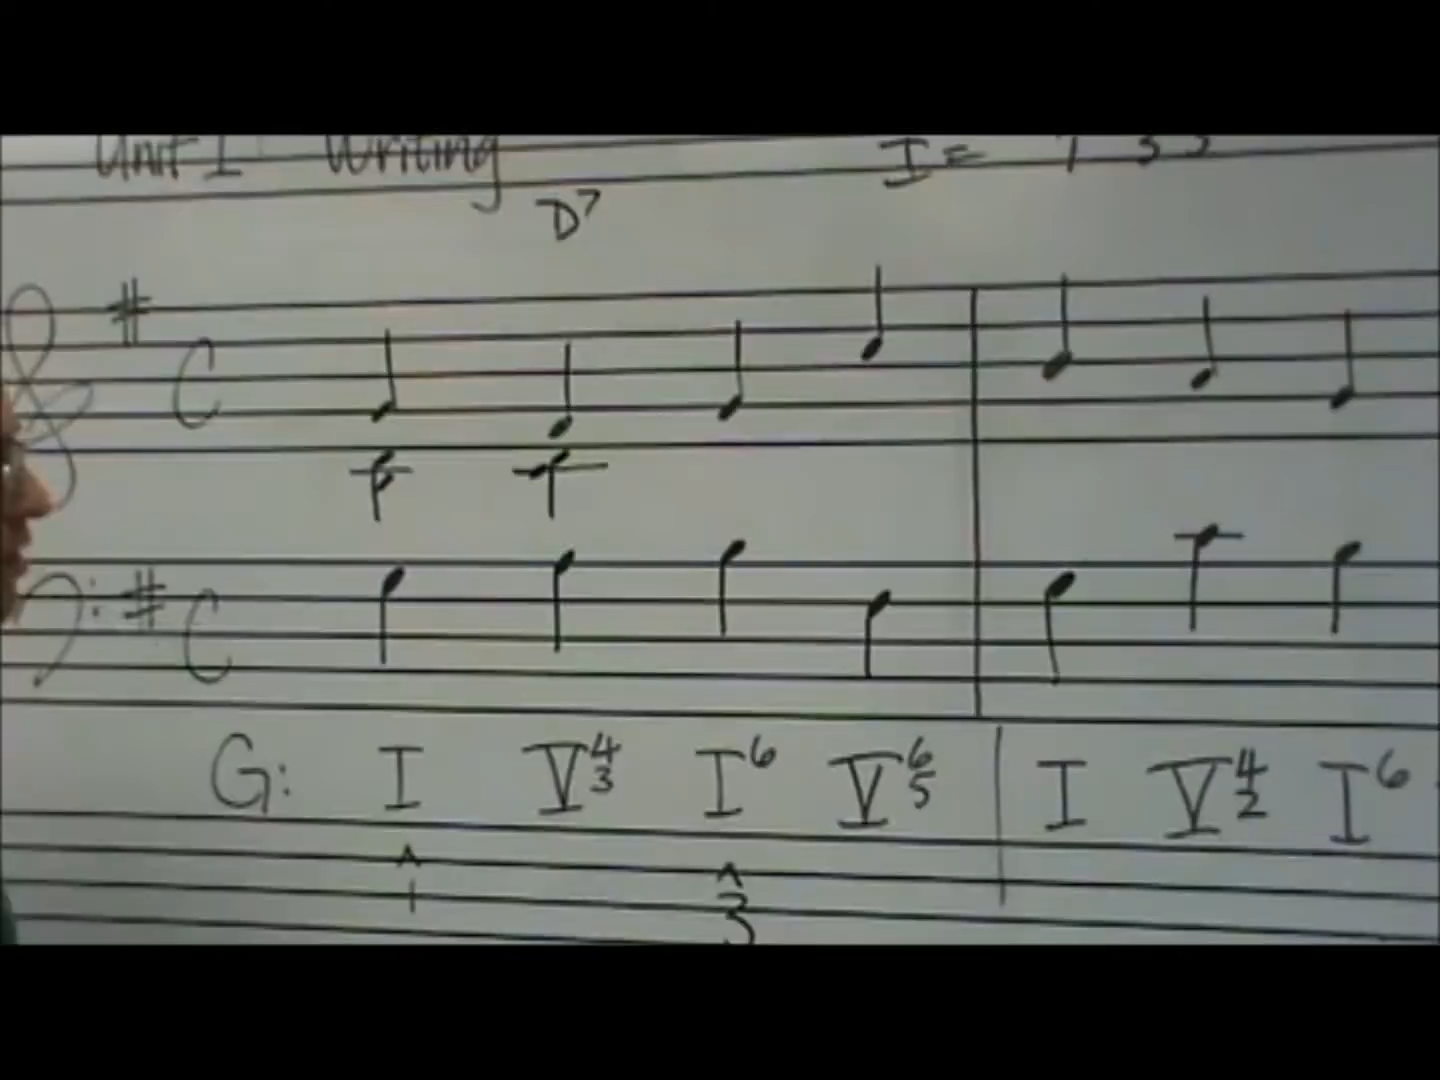 Unit I Writing I = 1 3 5
D7
C
C
G: I V4/3 I6 V6/5 | I V4/2 I6
1 3